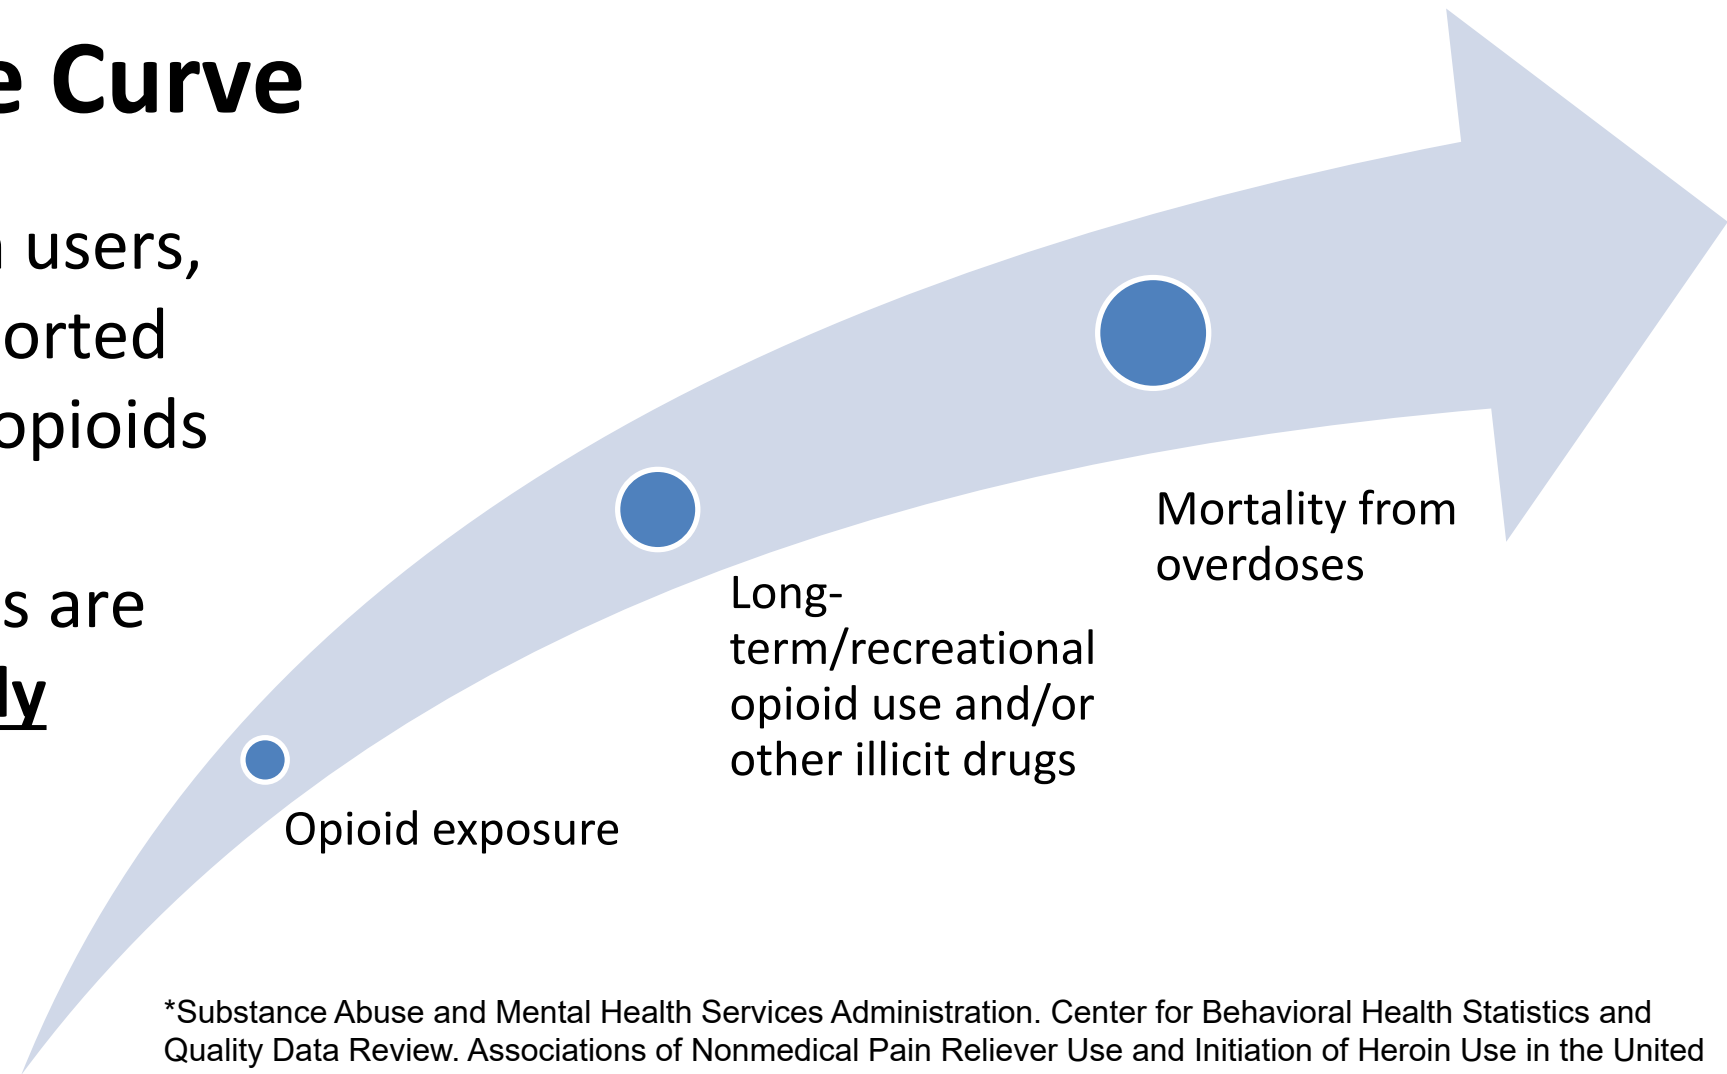 e Curve
users,
orted
opioids
s are
ly
Mortality from
overdoses
Long-
term/recreational
opioid use and/or
other illicit drugs
Opioid exposure
*Substance Abuse and Mental Health Services Administration. Center for Behavioral Health Statistics and
Quality Data Review. Associations of Nonmedical Pain Reliever Use and Initiation of Heroin Use in the United